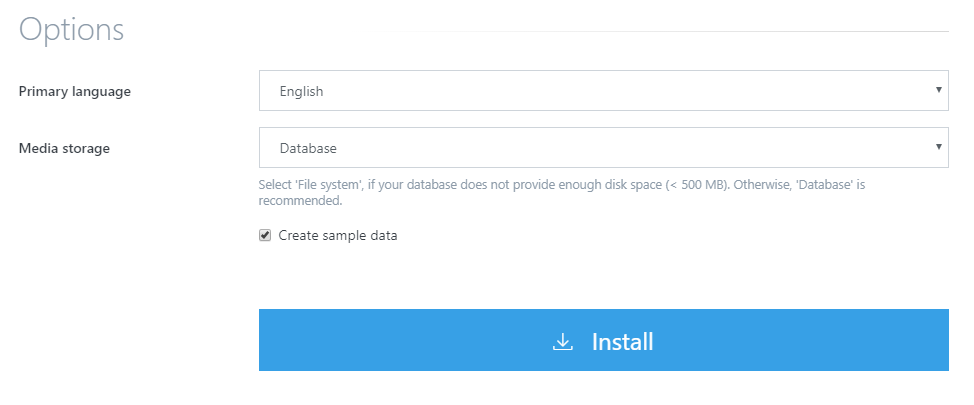 Options
Primary language
English
Media storage
Database
Select 'File system', if your database does not provide enough disk space (< 500 MB). Otherwise, 'Database' is
recommended.
Create sample data
Install